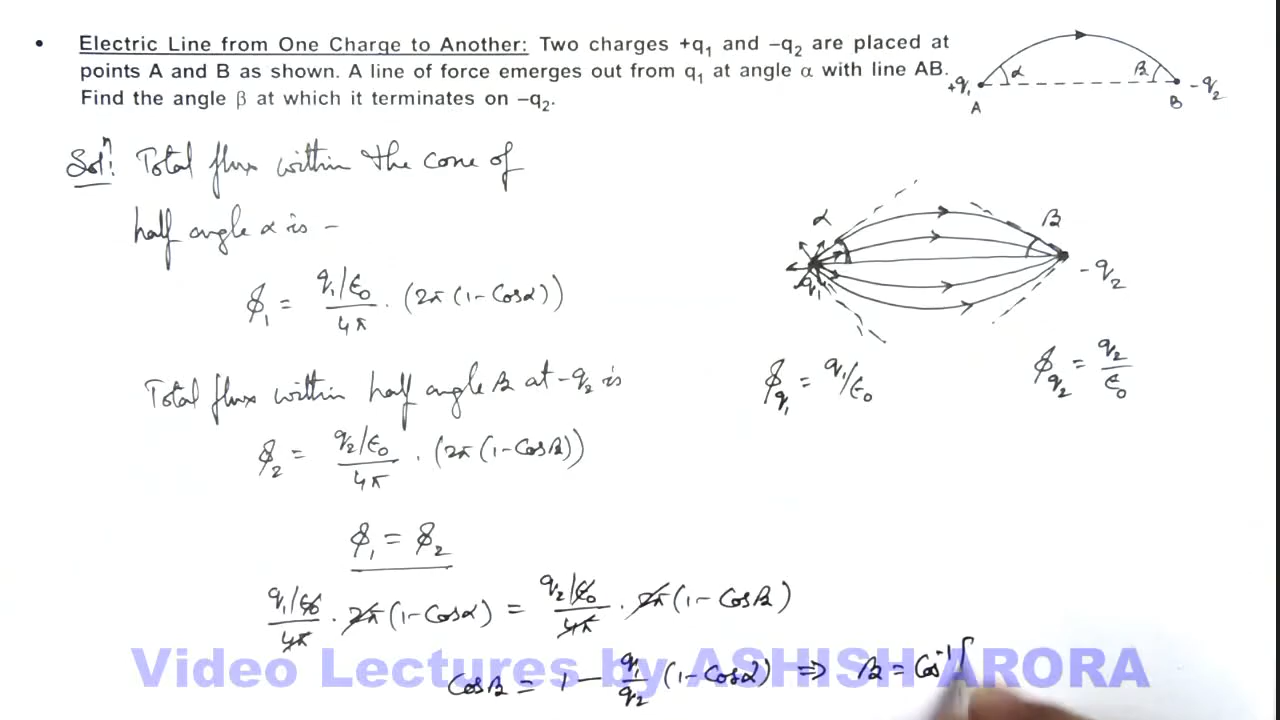 • Electric Line from One Charge to Another: Two charges +q₁ and −q₂ are placed at
points A and B as shown. A line of force emerges out from q₁ at angle α with line AB.
Find the angle β at which it terminates on −q₂.
+q₁ A α β B -q₂
Solⁿ: Total flux within the cone of
half angle α is –
ϕ₁ = (q₁/ϵ₀)/4π · (2π(1-Cosα))
α β
q₁ -q₂
ϕ_q₁ = q₁/ϵ₀
ϕ_q₂ = q₂/ϵ₀
Total flux within half angle β at -q₂ is
ϕ₂ = (q₂/ϵ₀)/4π · (2π(1-Cosβ))
ϕ₁ = ϕ₂
(q₁/ϵ₀)/4π · 2π(1-Cosα) = (q₂/ϵ₀)/4π · 2π(1-Cosβ)
Cosβ = 1 - q₁/q₂ (1-Cosα) ⇒ β = Cos⁻¹[
Video Lectures by ASHISH ARORA